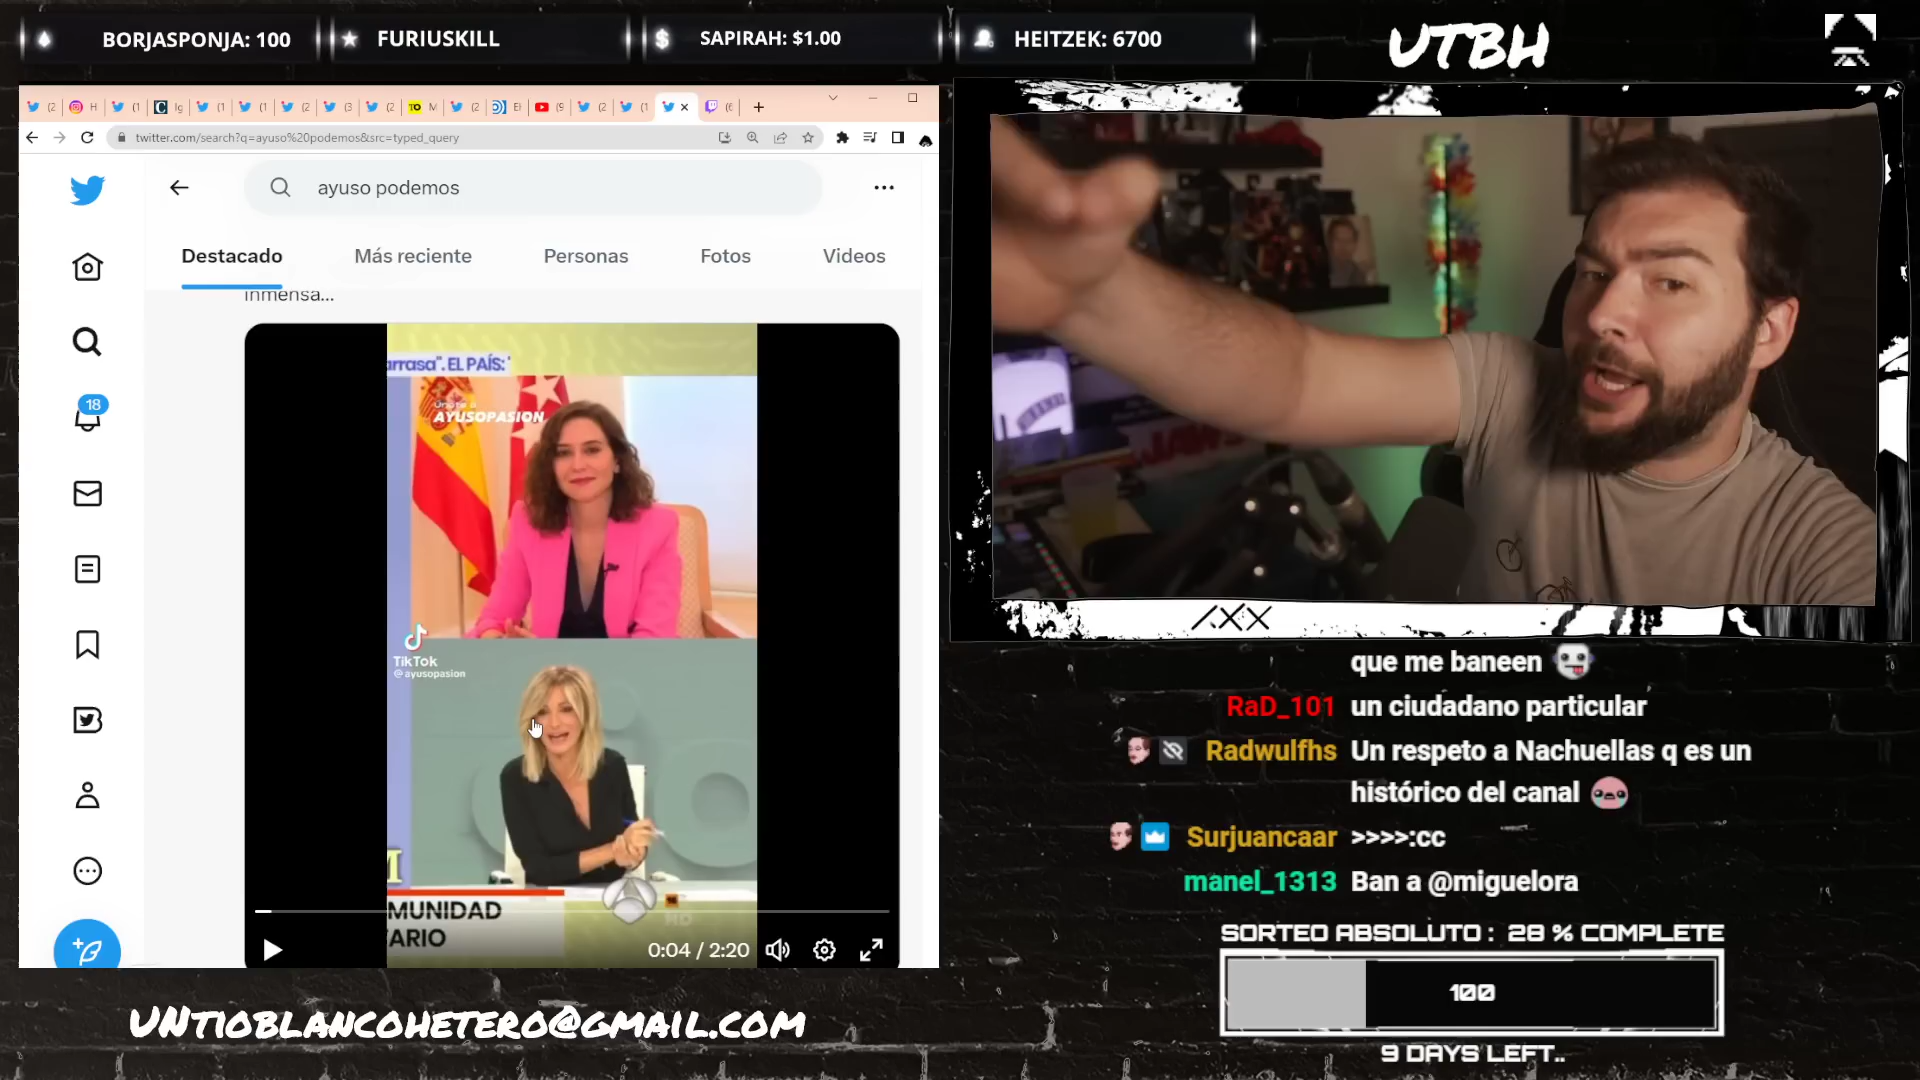 BORJASPONJA: 100
FURIUSKILL
SAPIRAH: $1.00
HEITZEK: 6700
UTBH
twitter.com/search?q=ayuso%20podemos&src=typed_query
ayuso podemos
Destacado
Más reciente
Personas
Fotos
Videos
inmensa...
arrasa". EL PAÍS: '
Únete a
AYUSOPASION
TikTok
@ayusopasion
MUNIDAD
ARIO
HD
0:04 / 2:20
18
que me baneen
RaD_101 un ciudadano particular
Radwulfhs Un respeto a Nachuellas q es un
histórico del canal
Surjuancaar >>>>:cc
manel_1313 Ban a @miguelora
SORTEO ABSOLUTO : 28 % COMPLETE
100
9 DAYS LEFT..
UNTIOBLANCOHETERO@GMAIL.COM